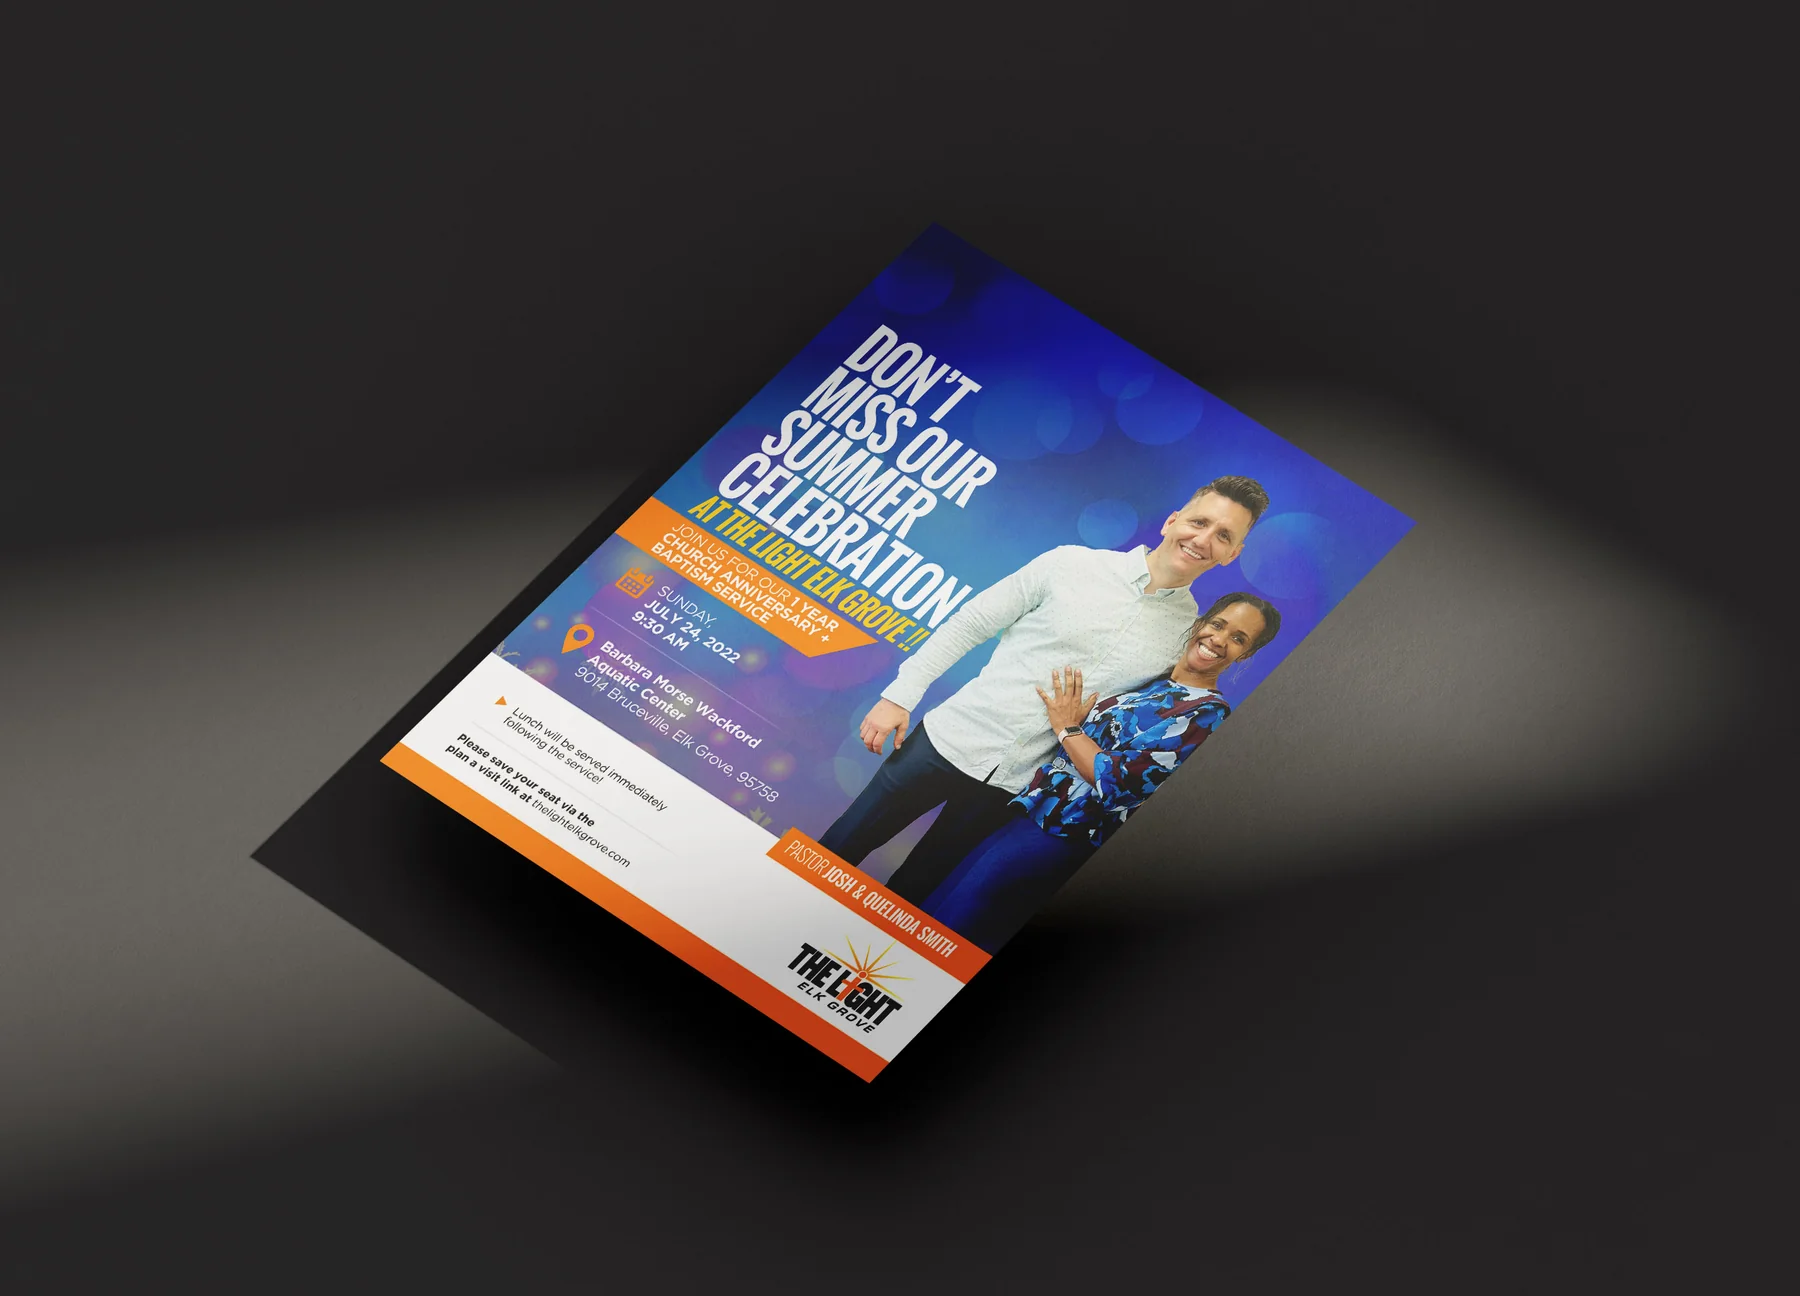 DON'T
MISS OUR
SUMMER
CELEBRATION
AT THE LIGHT ELK GROVE!!
JOIN US FOR OUR 1 YEAR
CHURCH ANNIVERSARY +
BAPTISM SERVICE
SUNDAY,
JULY 24, 2022
9:30 AM
Barbara Morse Wackford
Aquatic Center
9014 Bruceville, Elk Grove, 95758
Lunch will be served immediately
following the service!
Please save your seat via the
plan a visit link at thelightelkgrove.com
PASTOR JOSH & QUELINDA SMITH
THE LIGHT
ELK GROVE